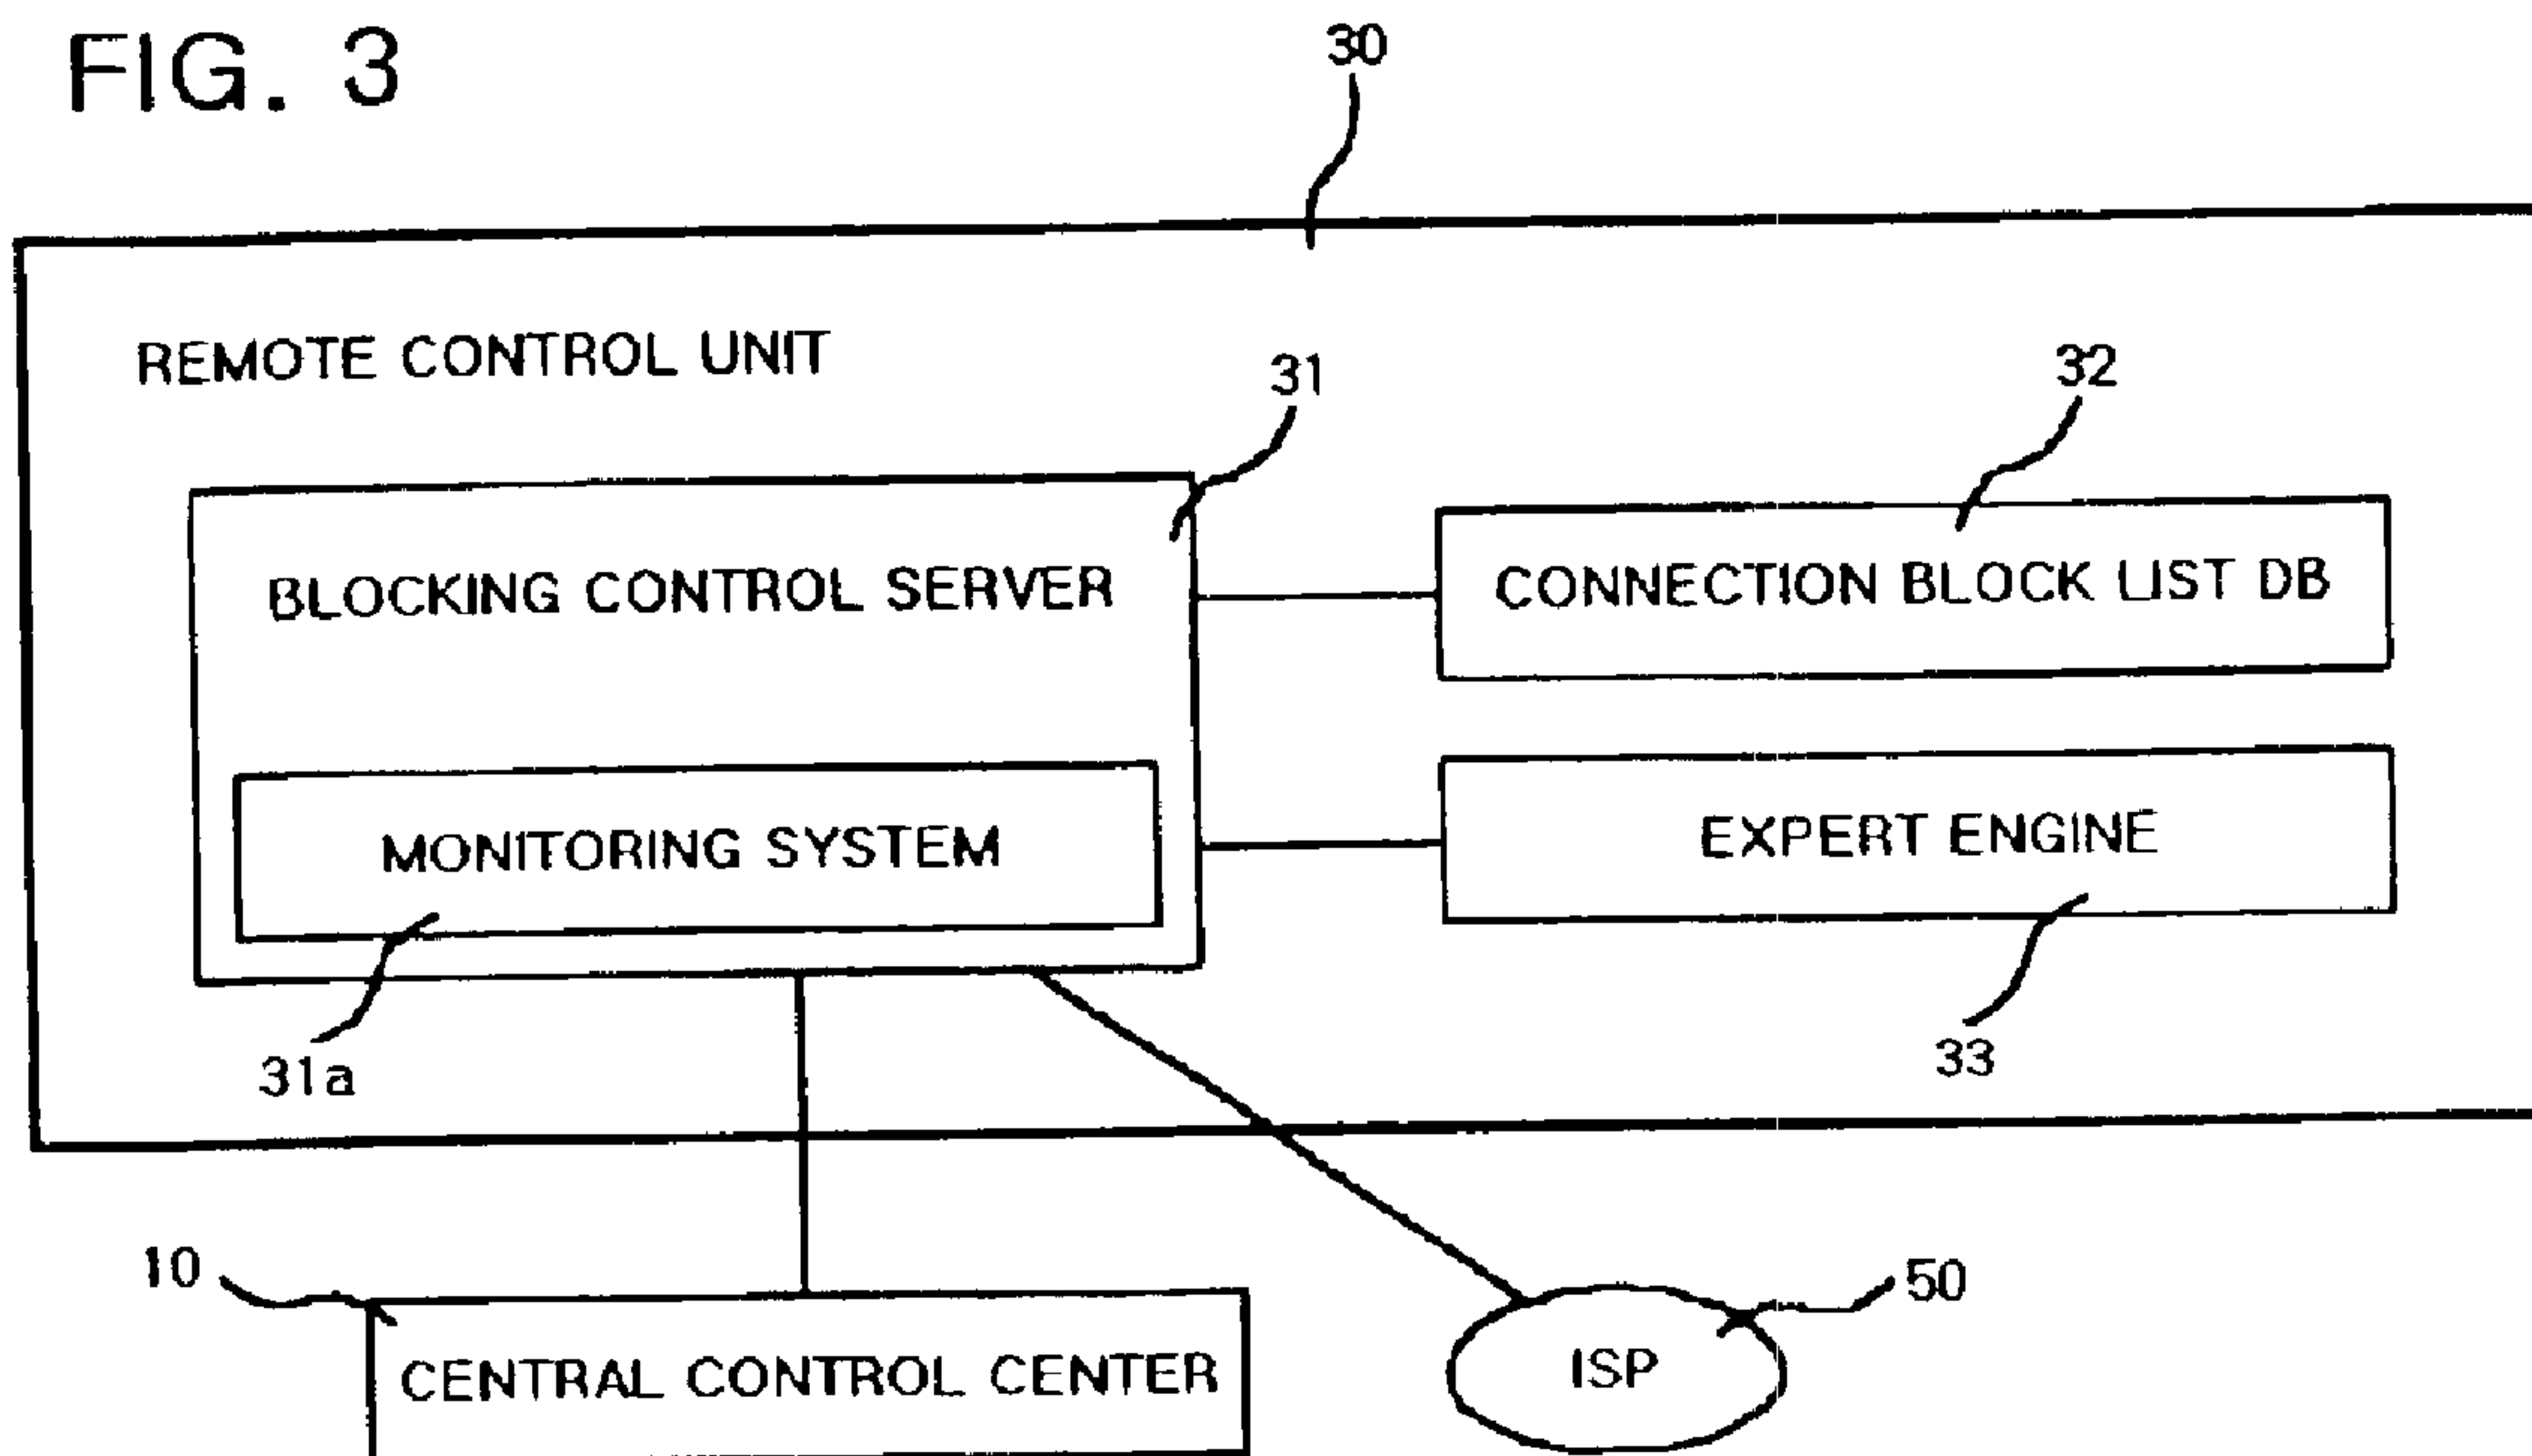 FIG. 3
30
REMOTE CONTROL UNIT
31
32
BLOCKING CONTROL SERVER
CONNECTION BLOCK LIST DB
MONITORING SYSTEM
EXPERT ENGINE
31a
33
10
50
CENTRAL CONTROL CENTER
ISP